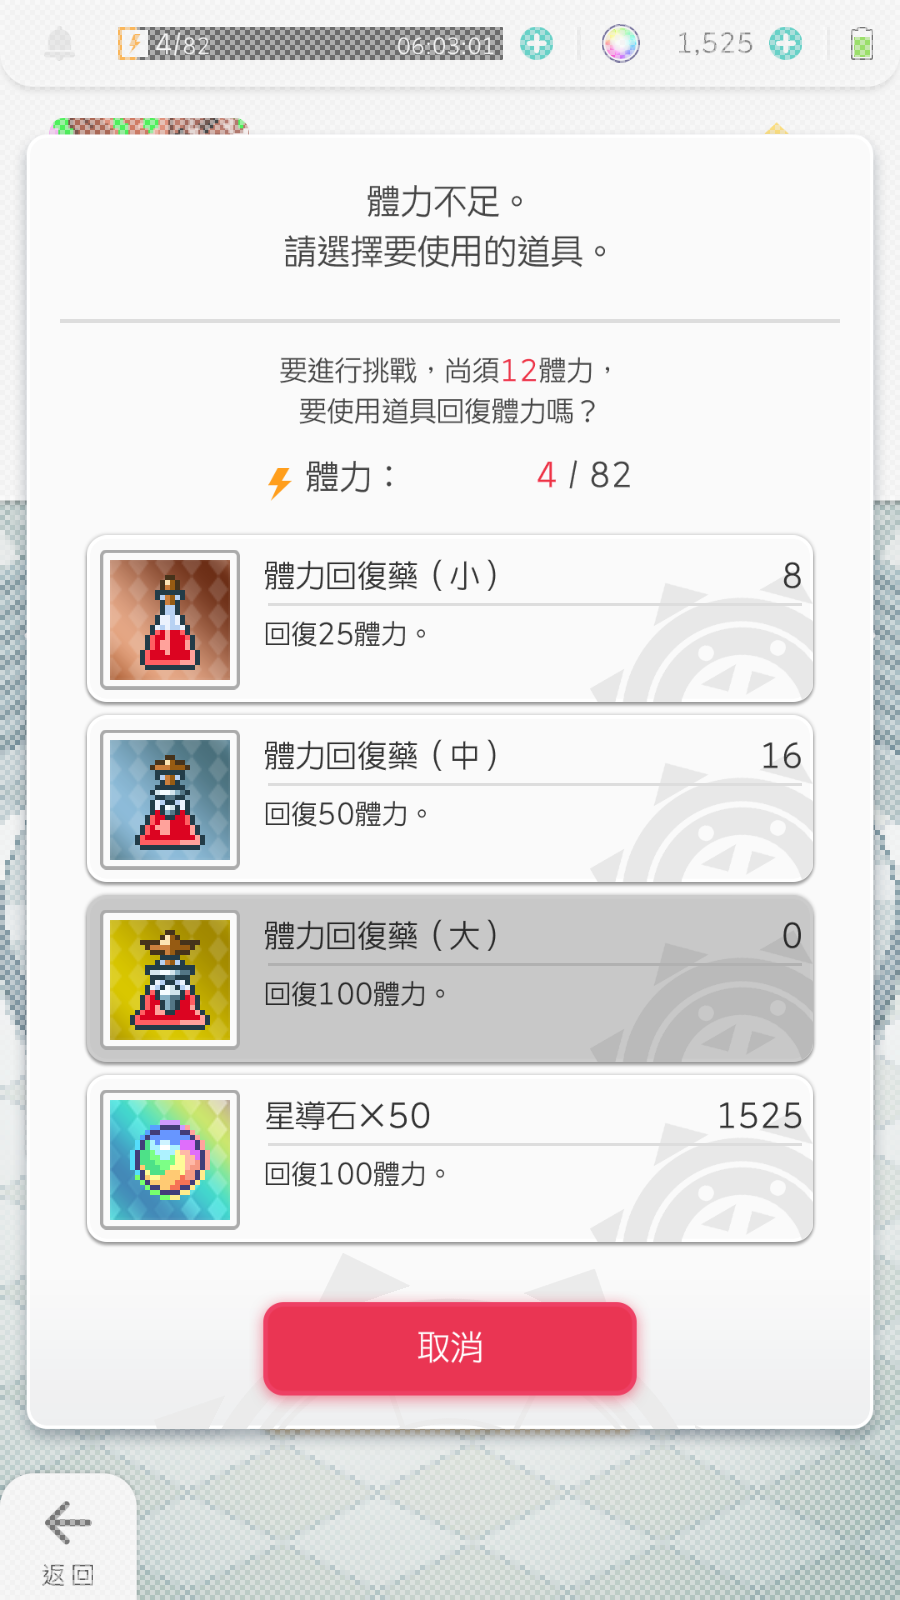 4/82 06:03:01 1,525
體力不足。
請選擇要使用的道具。
要進行挑戰，尚須12體力，
要使用道具回復體力嗎？
體力： 4 / 82
體力回復藥（小） 8
回復25體力。
體力回復藥（中） 16
回復50體力。
體力回復藥（大） 0
回復100體力。
星導石×50 1525
回復100體力。
取消
返回